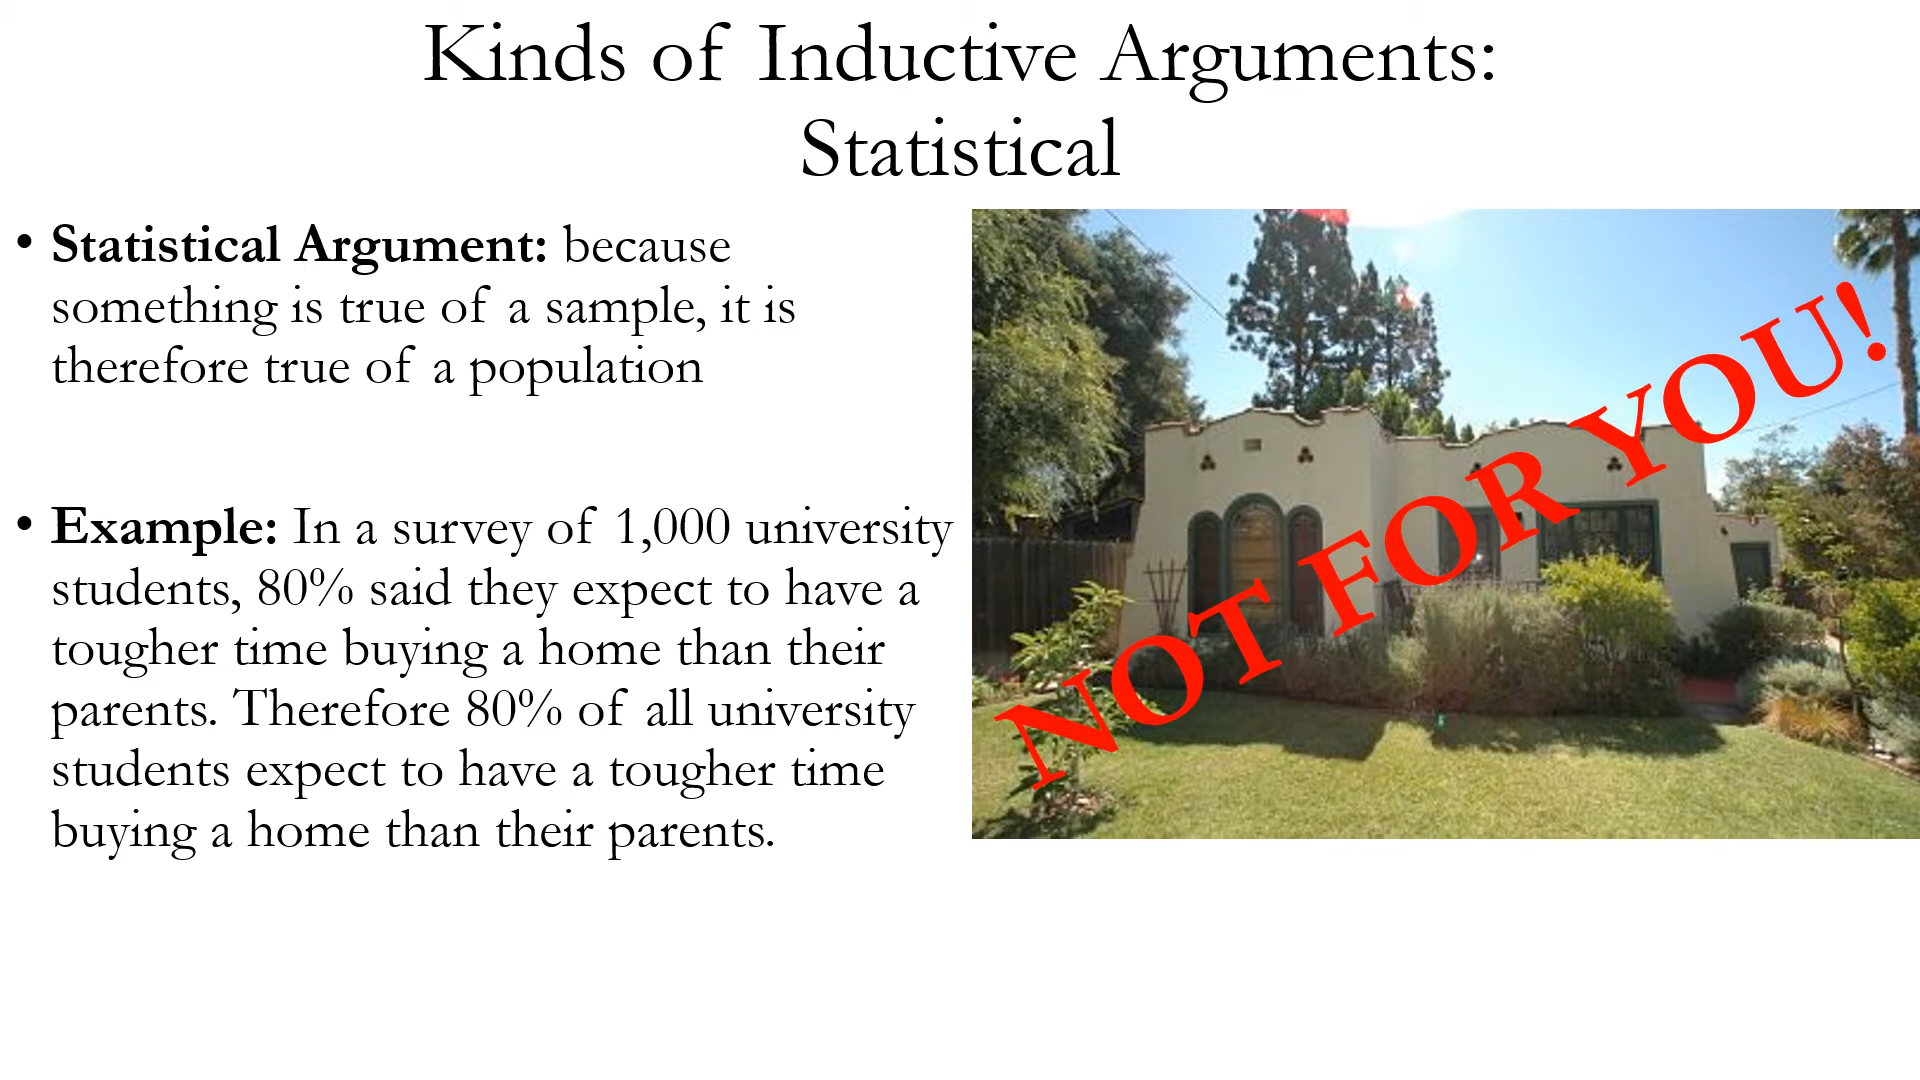 Kinds of Inductive Arguments:
Statistical
• Statistical Argument: because
something is true of a sample, it is
therefore true of a population
• Example: In a survey of 1,000 university
students, 80% said they expect to have a
tougher time buying a home than their
parents. Therefore 80% of all university
students expect to have a tougher time
buying a home than their parents.
NOT FOR YOU!